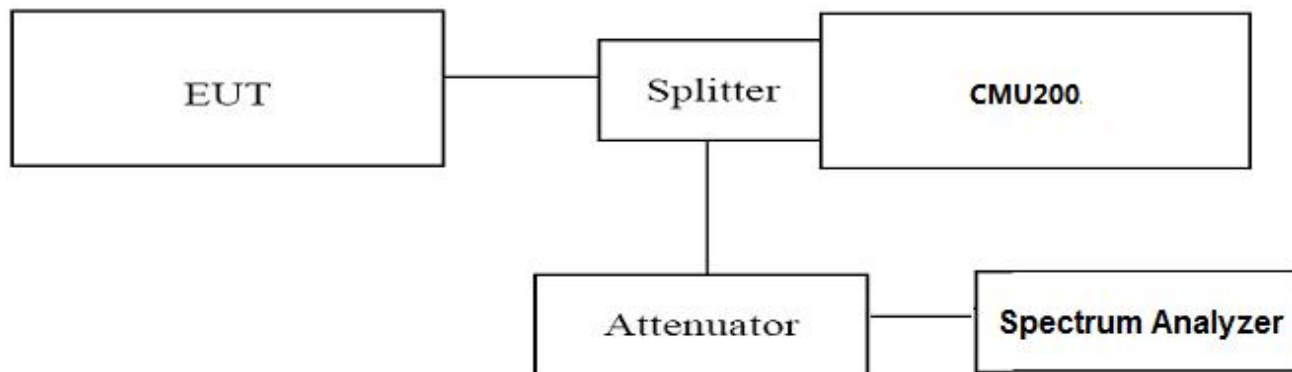 EUT
Splitter
CMU200
Attenuator
Spectrum Analyzer